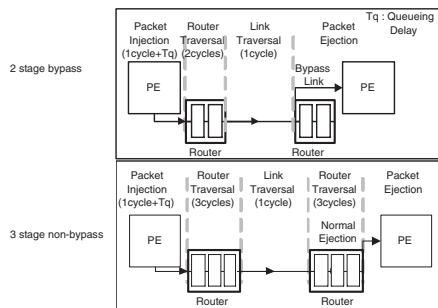 Packet
Injection
(1cycle+Tq)
Router
Traversal
(2cycles)
Link
Traversal
(1cycle)
Packet
Ejection
Tq : Queueing
Delay
2 stage bypass
PE
Bypass
Link
PE
Router
Router
Packet
Injection
(1cycle+Tq)
Router
Traversal
(3cycles)
Link
Traversal
(1cycle)
Router
Traversal
(3cycles)
Packet
Ejection
3 stage non-bypass
PE
Normal
Ejection
PE
Router
Router